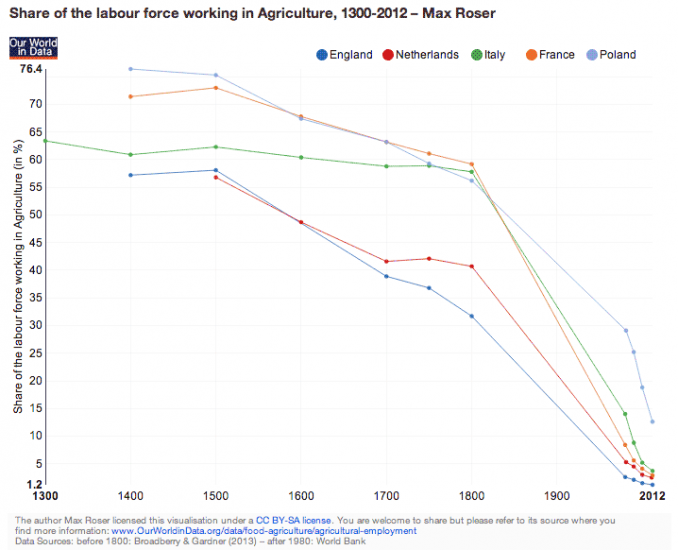 Share of the labour force working in Agriculture, 1300-2012 – Max Roser
Our World
in Data
England
Netherlands
Italy
France
Poland
Share of the labour force working in Agriculture (in %)
76.4
70
65
60
55
50
45
40
35
30
25
20
15
10
5
1.2
1300
1400
1500
1600
1700
1800
1900
2012
The author Max Roser licensed this visualisation under a CC BY-SA license. You are welcome to share but please refer to its source where you
find more information: www.OurWorldinData.org/data/food-agriculture/agricultural-employment
Data Sources: before 1800: Broadberry & Gardner (2013) – after 1980: World Bank